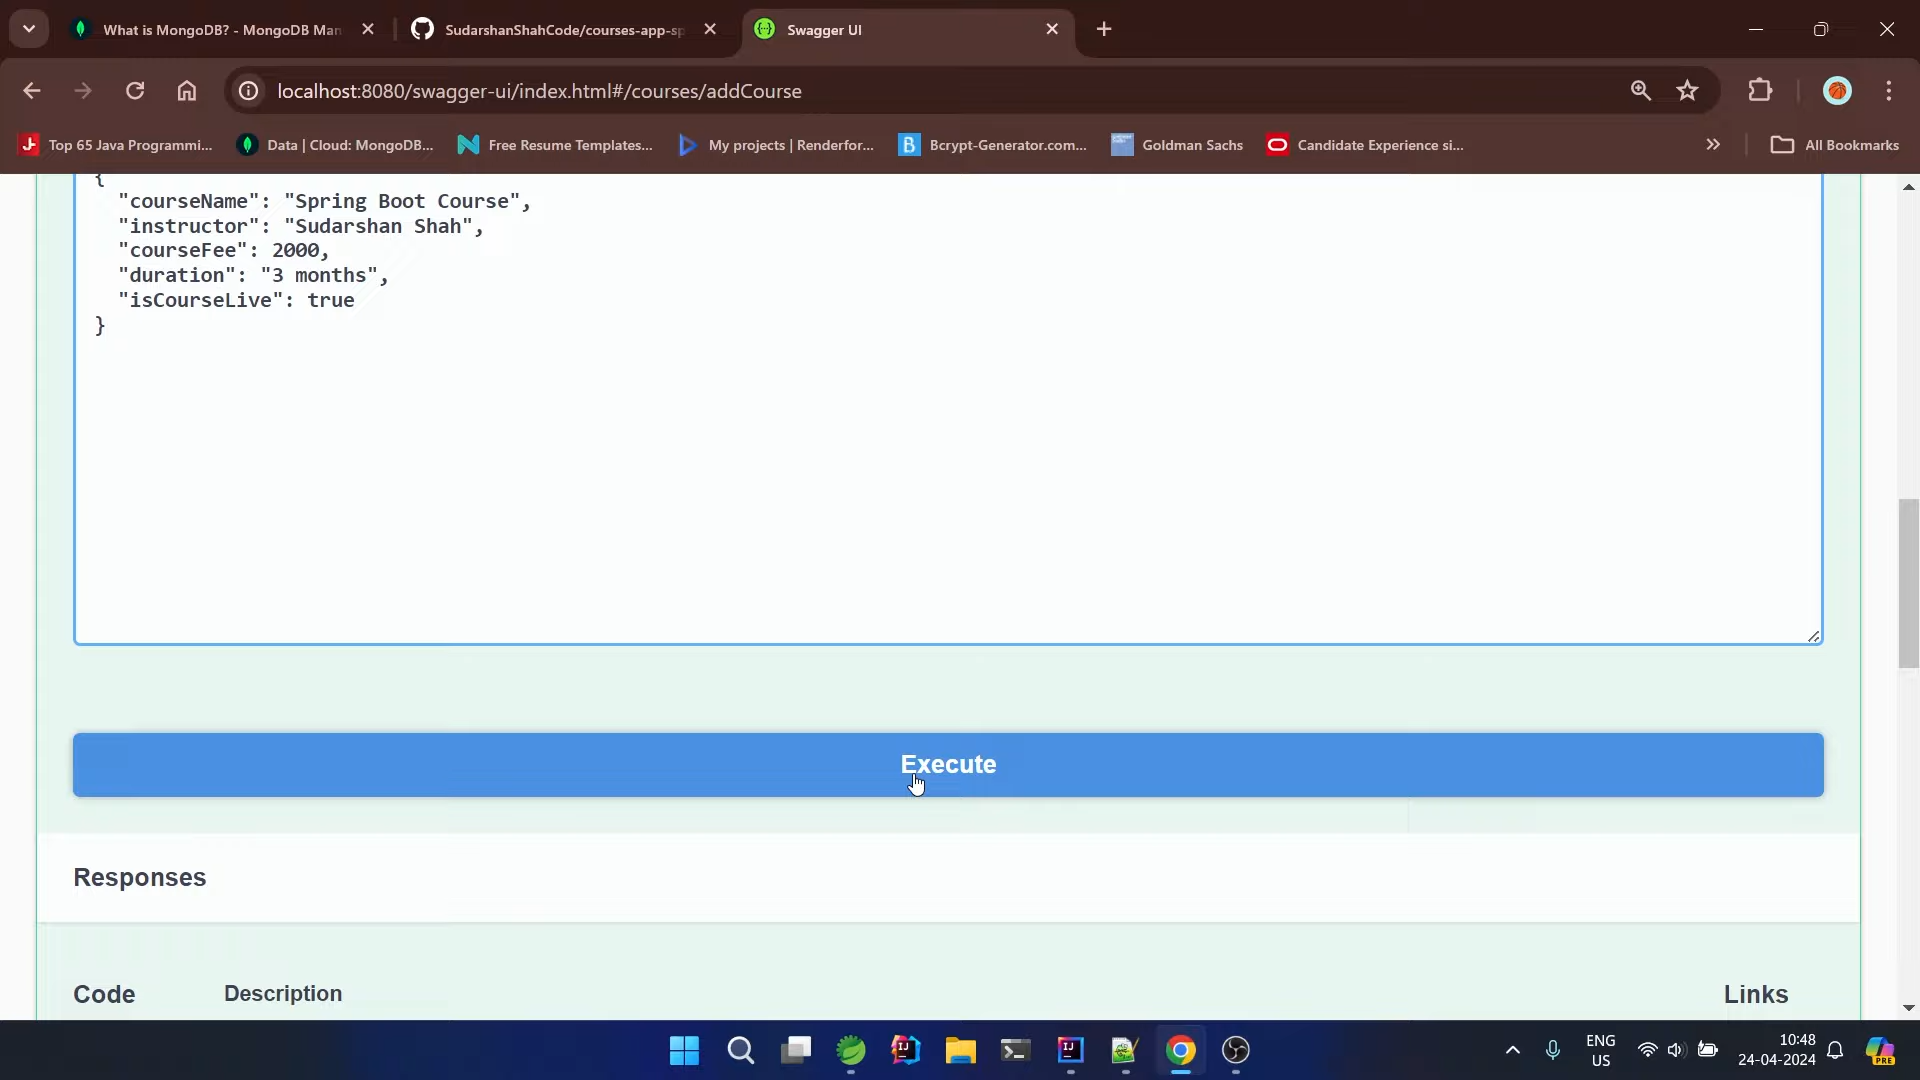 What is MongoDB? - MongoDB Man
SudarshanShahCode/courses-app-sp
Swagger UI
localhost:8080/swagger-ui/index.html#/courses/addCourse
Top 65 Java Programmi...
Data | Cloud: MongoDB...
Free Resume Templates...
My projects | Renderfor...
B
Bcrypt-Generator.com...
Goldman Sachs
Candidate Experience si...
All Bookmarks
{
"courseName": "Spring Boot Course",
"instructor": "Sudarshan Shah",
"courseFee": 2000,
"duration": "3 months",
"isCourseLive": true
}
Execute
Responses
Code
Description
Links
ENG
US
10:48
24-04-2024
PRE